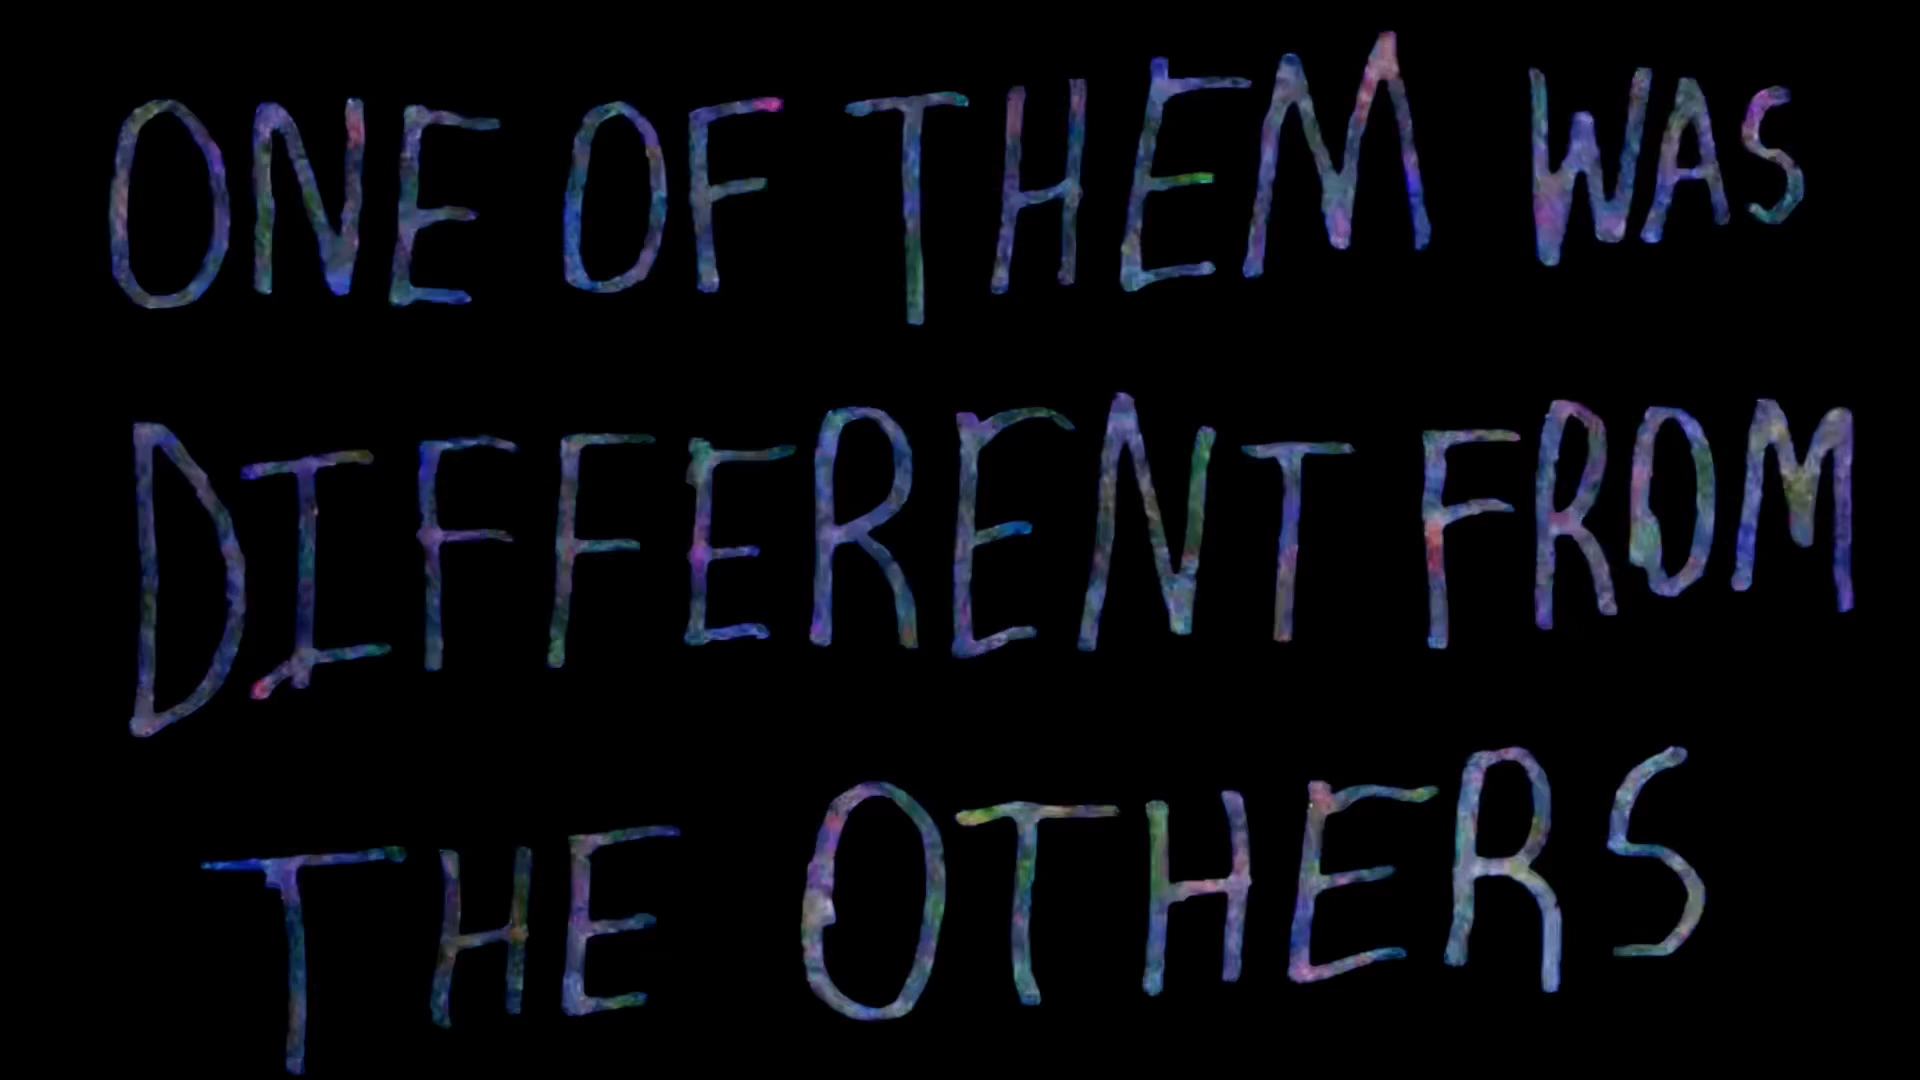 ONE OF THEM WAS
DIFFERENT FROM
THE OTHERS